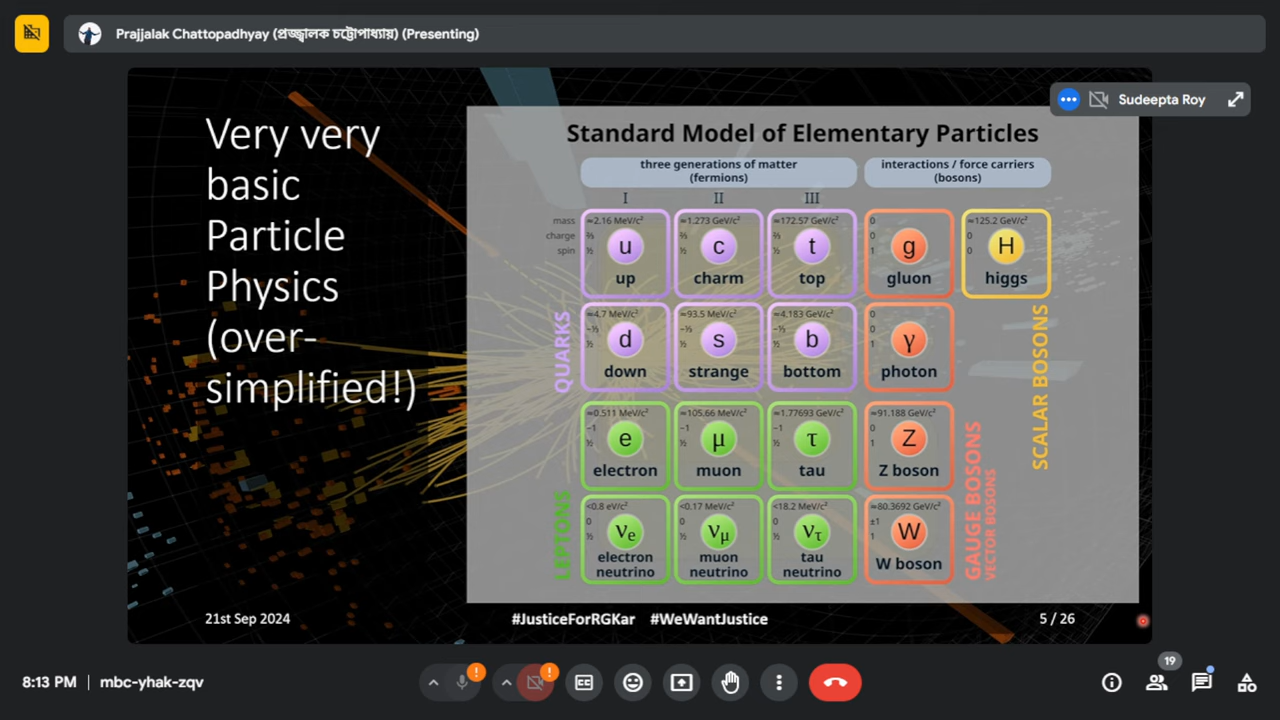 Prajjalak Chattopadhyay (প্রজ্জ্বালক চট্টোপাধ্যায়) (Presenting)
Sudeepta Roy
Very very
basic
Particle
Physics
(over-
simplified!)
Standard Model of Elementary Particles
three generations of matter
(fermions)
interactions / force carriers
(bosons)
I II III
mass
charge
spin
≃2.16 MeV/c²
⅔
½
u
up
≃1.273 GeV/c²
⅔
½
c
charm
≃172.57 GeV/c²
⅔
½
t
top
0
0
1
g
gluon
≃125.2 GeV/c²
0
0
H
higgs
QUARKS
≃4.7 MeV/c²
−⅓
½
d
down
≃93.5 MeV/c²
−⅓
½
s
strange
≃4.183 GeV/c²
−⅓
½
b
bottom
0
0
1
γ
photon
SCALAR BOSONS
≃0.511 MeV/c²
−1
½
e
electron
≃105.66 MeV/c²
−1
½
μ
muon
≃1.77693 GeV/c²
−1
½
τ
tau
≃91.188 GeV/c²
0
1
Z
Z boson
LEPTONS
<0.8 eV/c²
0
½
νe
electron
neutrino
<0.17 MeV/c²
0
½
νμ
muon
neutrino
<18.2 MeV/c²
0
½
ντ
tau
neutrino
≃80.3692 GeV/c²
±1
1
W
W boson
GAUGE BOSONS
VECTOR BOSONS
21st Sep 2024
#JusticeForRGKar #WeWantJustice
5 / 26
8:13 PM | mbc-yhak-zqv
19